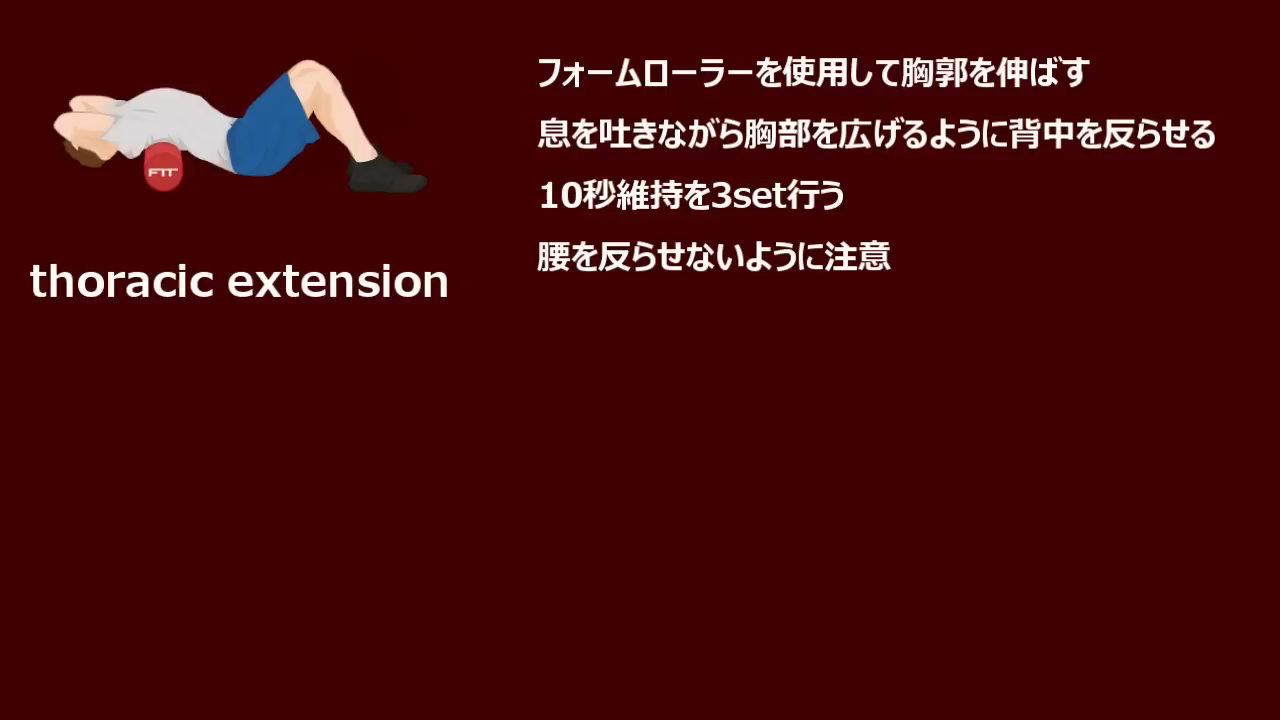 フォームローラーを使用して胸郭を伸ばす
息を吐きながら胸部を広げるように背中を反らせる
10秒維持を3set行う
腰を反らせないように注意
FIT
thoracic extension